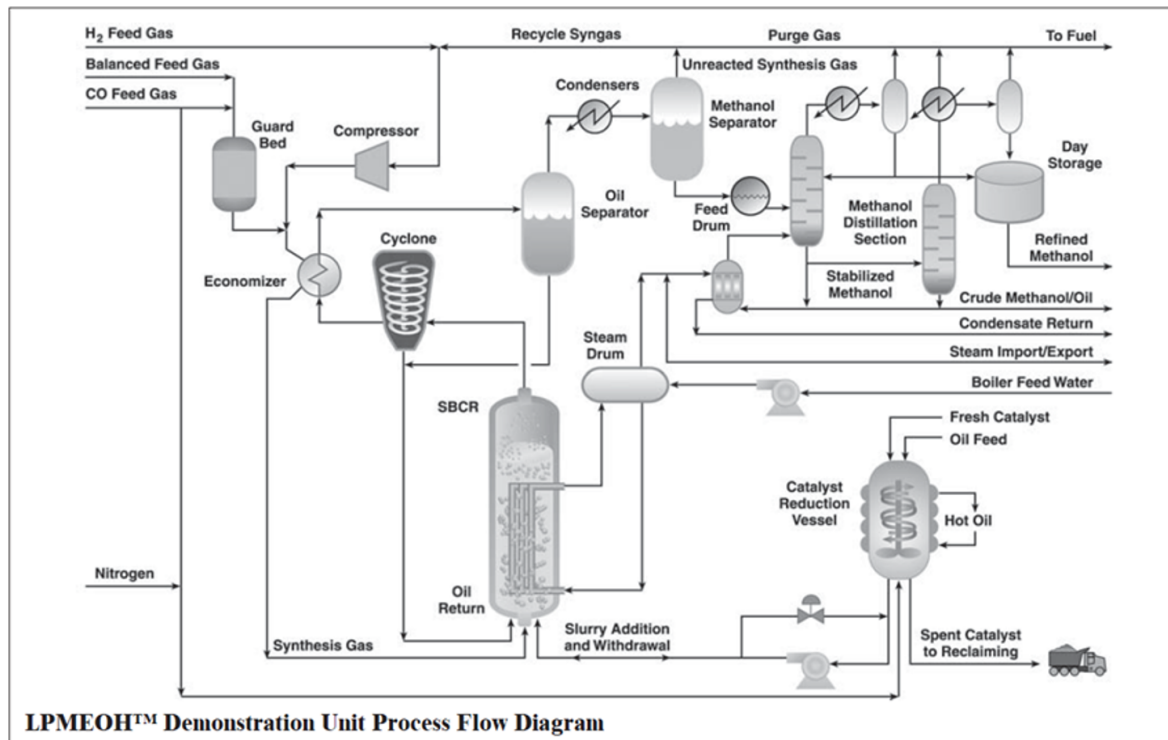 H₂ Feed Gas
Recycle Syngas
Purge Gas
To Fuel
Balanced Feed Gas
Unreacted Synthesis Gas
CO Feed Gas
Condensers
Methanol
Separator
Guard
Bed
Compressor
Day
Storage
Oil
Separator
Feed
Drum
Methanol
Distillation
Section
Cyclone
Refined
Methanol
Economizer
Stabilized
Methanol
Crude Methanol/Oil
Condensate Return
Steam
Drum
Steam Import/Export
Boiler Feed Water
SBCR
Fresh Catalyst
Oil Feed
Catalyst
Reduction
Vessel
Hot Oil
Nitrogen
Oil
Return
Synthesis Gas
Slurry Addition
and Withdrawal
Spent Catalyst
to Reclaiming
LPMEOH™ Demonstration Unit Process Flow Diagram